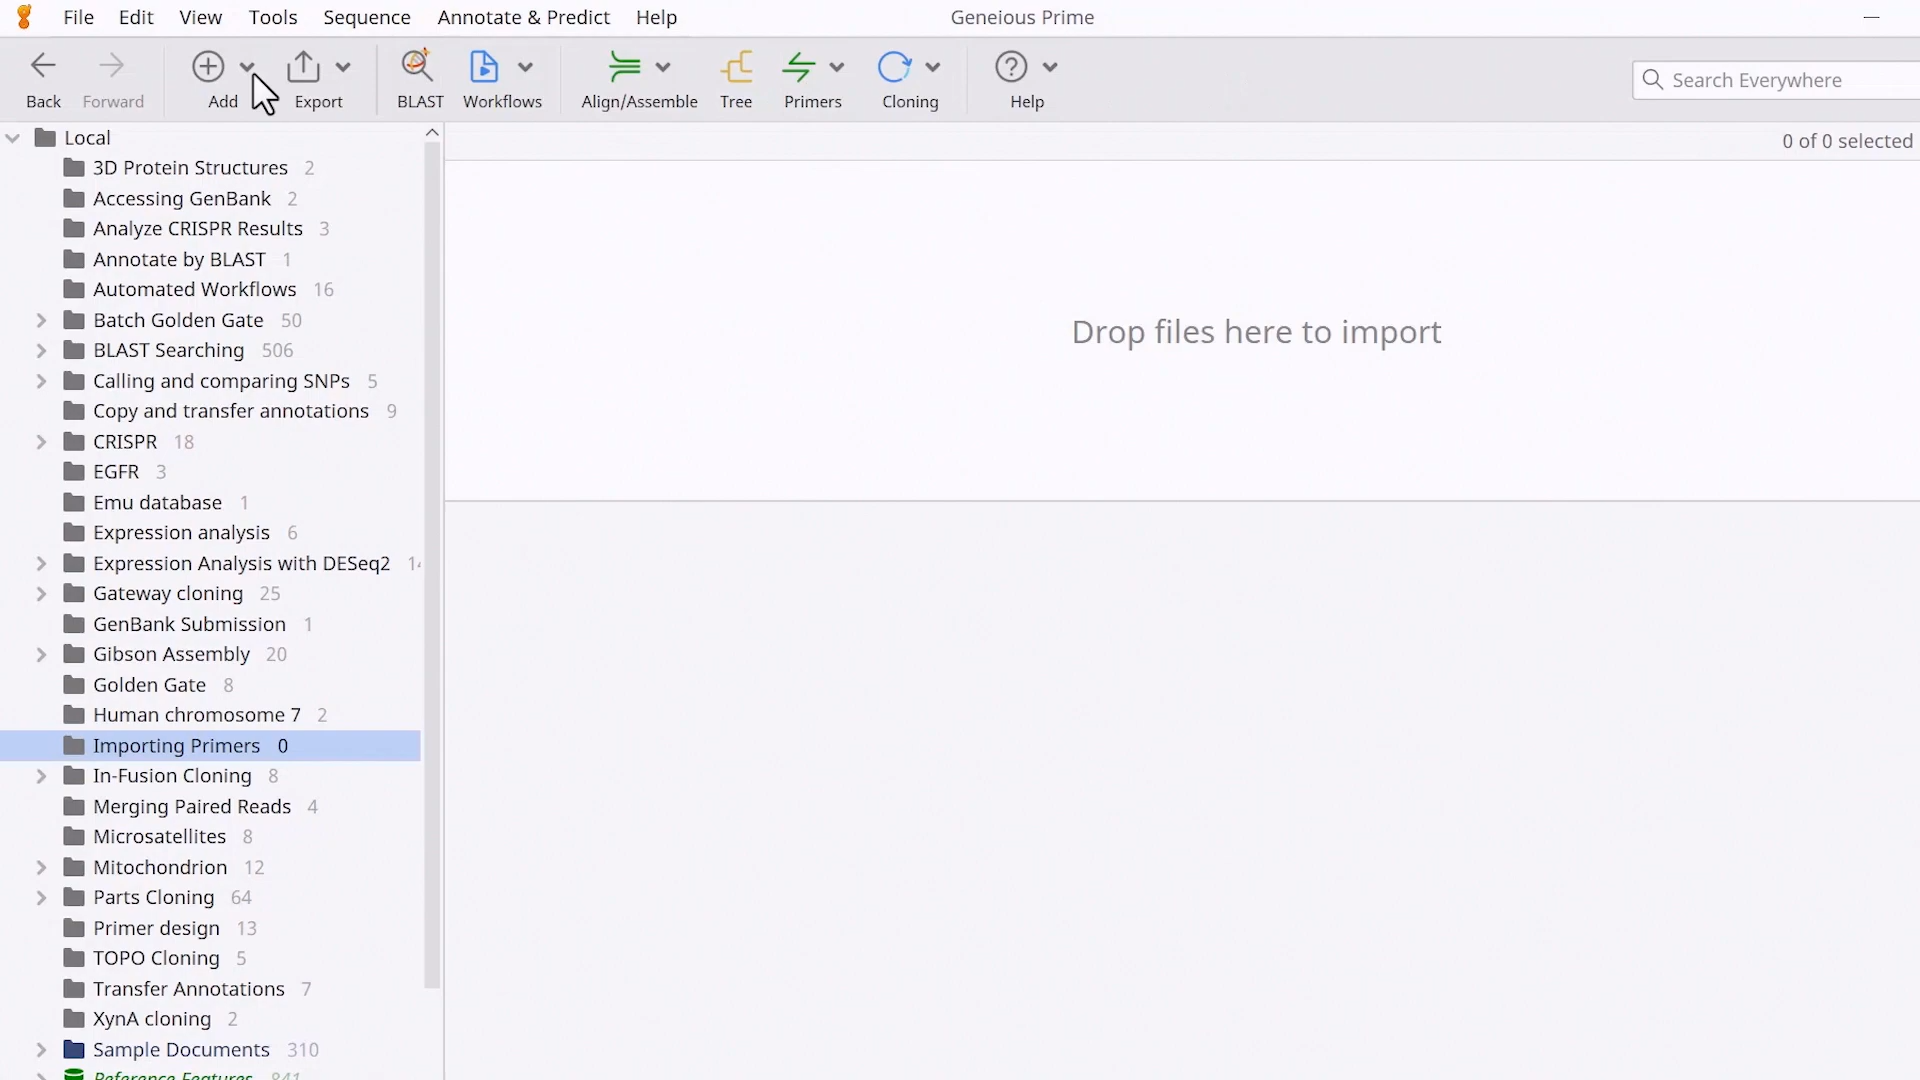 File Edit View Tools Sequence Annotate & Predict Help Geneious Prime
Back Forward Add Export BLAST Workflows Align/Assemble Tree Primers Cloning Help Search Everywhere
0 of 0 selected
Drop files here to import
Local
3D Protein Structures 2
Accessing GenBank 2
Analyze CRISPR Results 3
Annotate by BLAST 1
Automated Workflows 16
Batch Golden Gate 50
BLAST Searching 506
Calling and comparing SNPs 5
Copy and transfer annotations 9
CRISPR 18
EGFR 3
Emu database 1
Expression analysis 6
Expression Analysis with DESeq2
Gateway cloning 25
GenBank Submission 1
Gibson Assembly 20
Golden Gate 8
Human chromosome 7 2
Importing Primers 0
In-Fusion Cloning 8
Merging Paired Reads 4
Microsatellites 8
Mitochondrion 12
Parts Cloning 64
Primer design 13
TOPO Cloning 5
Transfer Annotations 7
XynA cloning 2
Sample Documents 310
Reference Features 841